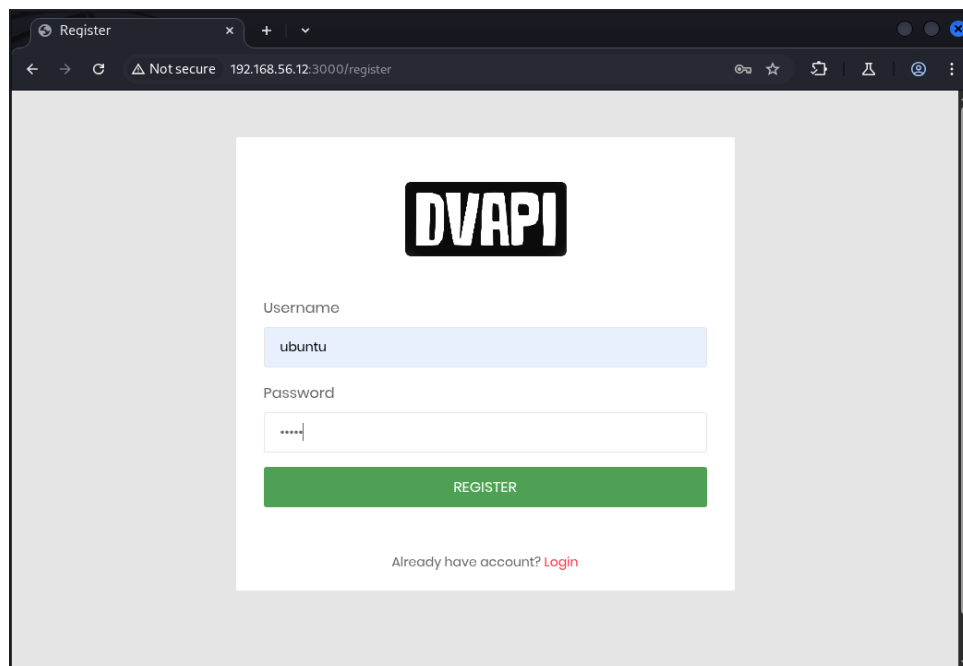 Register
Not secure 192.168.56.12:3000/register
DVAPI
Username
ubuntu
Password
•••••
REGISTER
Already have account? Login